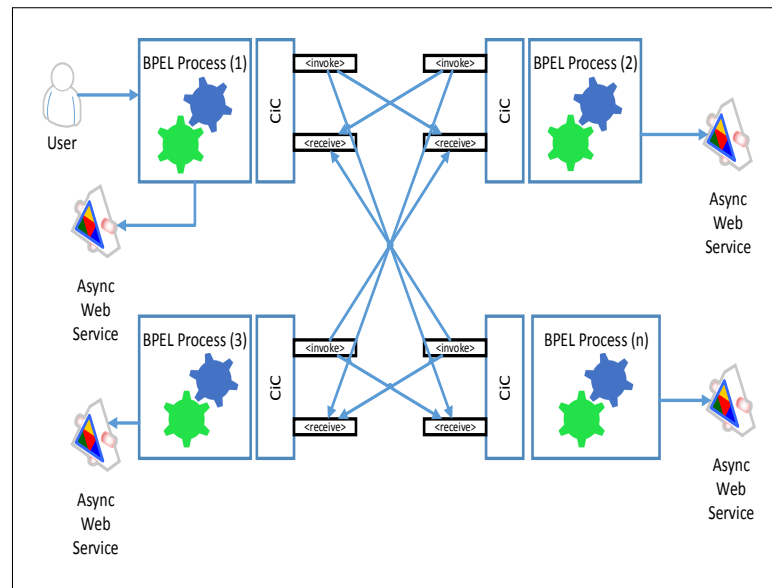 BPEL Process (1)
CiC
<invoke>
<receive>
<invoke>
<receive>
CiC
BPEL Process (2)
User
Async
Web
Service
Async
Web
Service
BPEL Process (3)
CiC
<invoke>
<receive>
<invoke>
<receive>
CiC
BPEL Process (n)
Async
Web
Service
Async
Web
Service